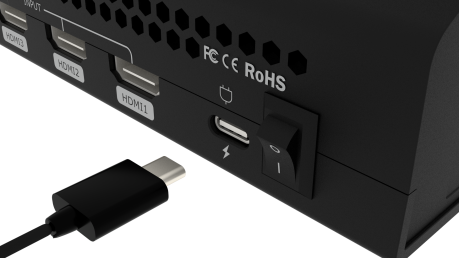 INPUT
FC CE RoHS
HDMI3
HDMI2
HDMI1
O
I